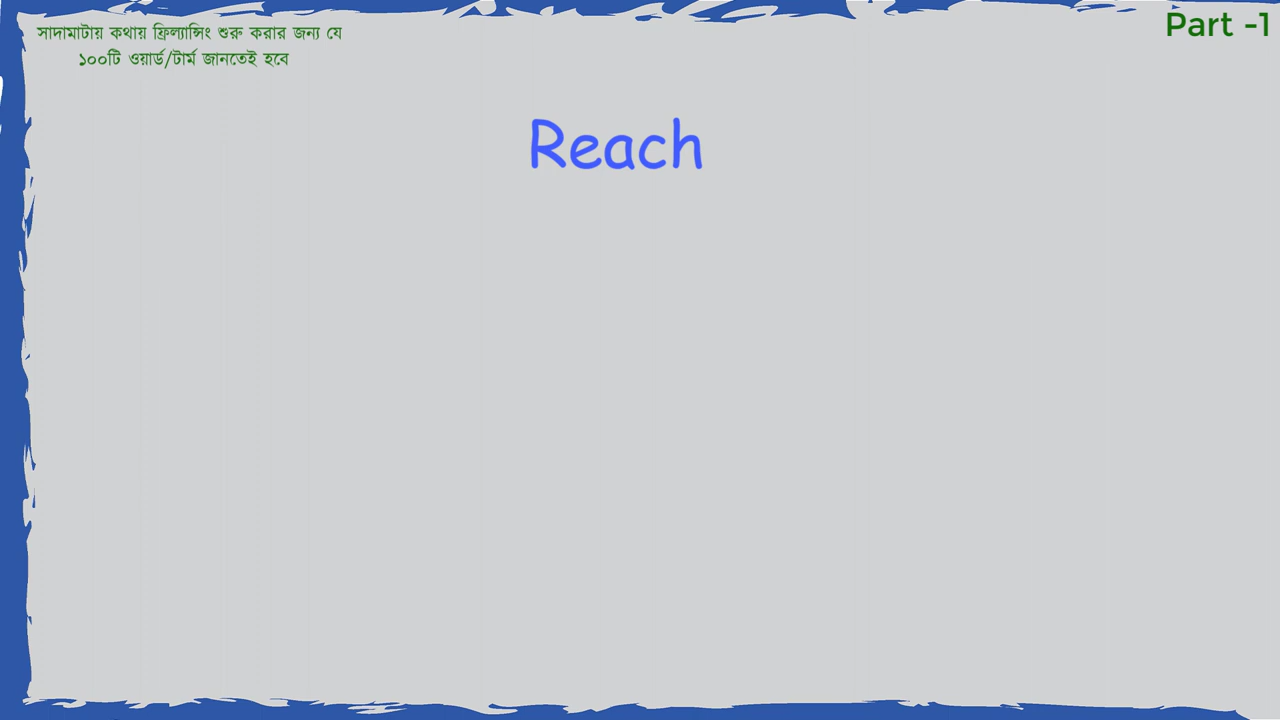 সাদামাটায় কথায় ফ্রিল্যান্সিং শুরু করার জন্য যে
১০০টি ওয়ার্ড/টার্ম জানতেই হবে
Part -1
Reach